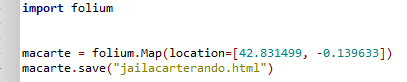 import folium
macarte = folium.Map(location=[42.831499, -0.139633])
macarte.save("jailacarterando.html")